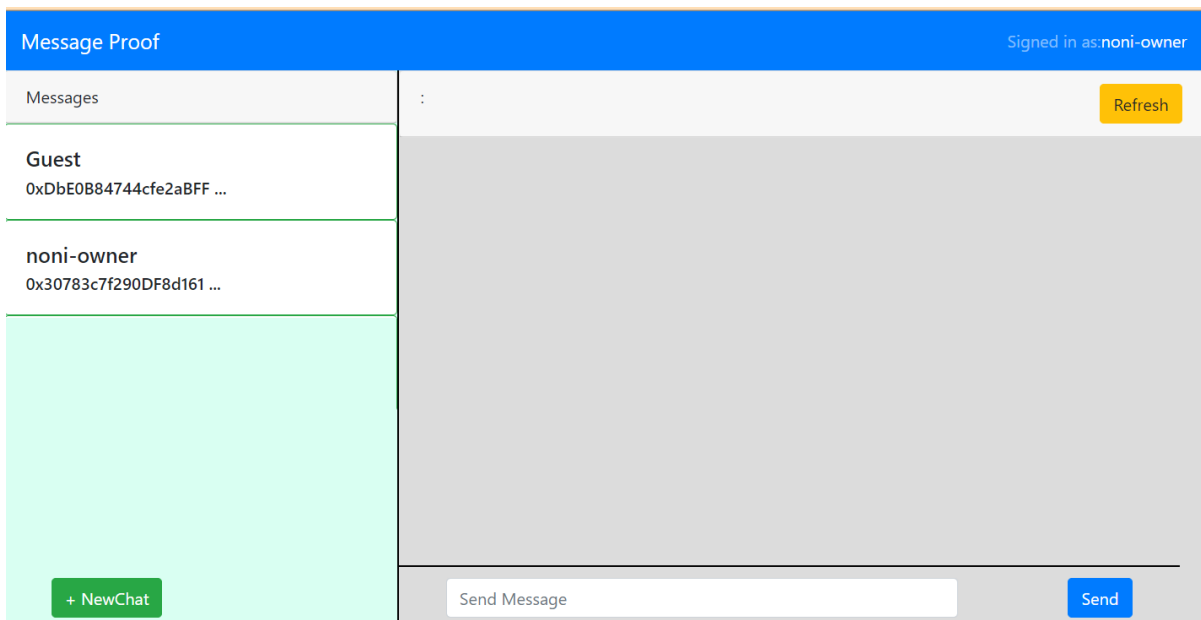 Message Proof
Signed in as:noni-owner
Messages
:
Refresh
Guest
0xDbE0B84744cfe2aBFF ...
noni-owner
0x30783c7f290DF8d161 ...
+ NewChat
Send Message
Send